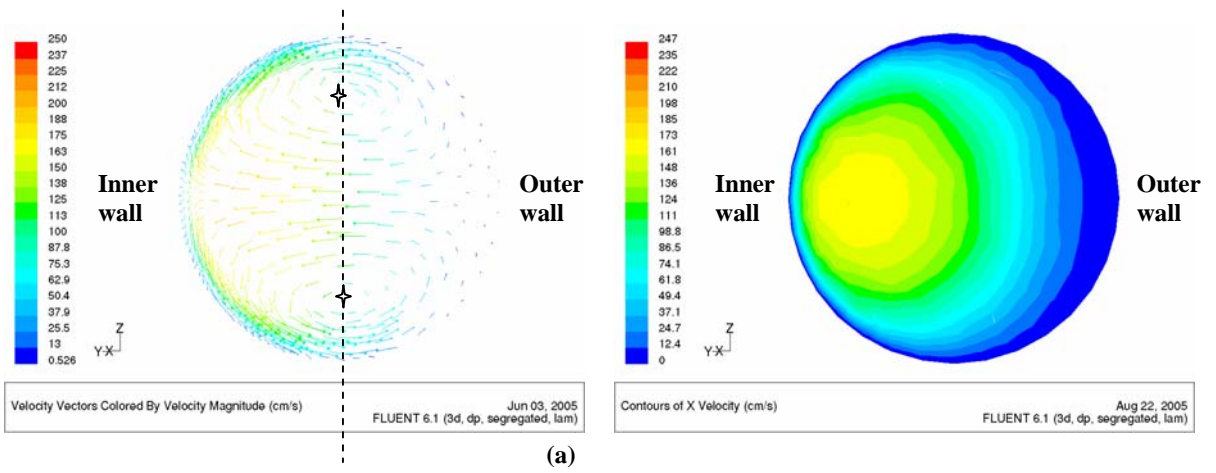 250
237
225
212
200
188
175
163
150
138
125
113
100
87.8
75.3
62.9
50.4
37.9
25.5
13
0.526
Inner
wall
Outer
wall
Z
Y X
Velocity Vectors Colored By Velocity Magnitude (cm/s)
Jun 03, 2005
FLUENT 6.1 (3d, dp, segregated, lam)
247
235
222
210
198
185
173
161
148
136
124
111
98.8
86.5
74.1
61.8
49.4
37.1
24.7
12.4
0
Inner
wall
Outer
wall
Z
Y X
Contours of X Velocity (cm/s)
Aug 22, 2005
FLUENT 6.1 (3d, dp, segregated, lam)
(a)